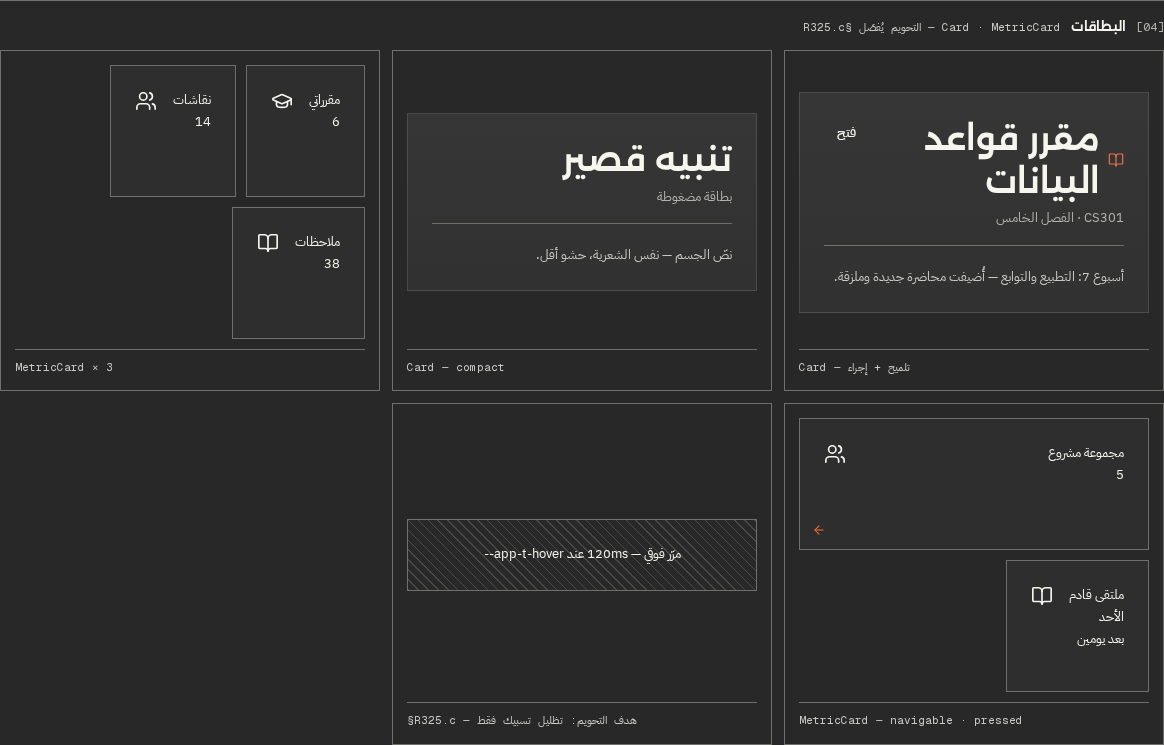 [04] البطاقات Card · MetricCard — التحويم يُفصّل §R325.c
مقرر قواعد
البيانات
فتح
CS301 · الفصل الخامس
أسبوع 7: التطبيع والتوابع — أُضيفت محاضرة جديدة وملزقة.
Card — تلميح + إجراء
تنبيه قصير
بطاقة مضغوطة
نصّ الجسم — نفس الشعرية، حشو أقل.
Card — compact
مقرراتي
6
نقاشات
14
ملاحظات
38
MetricCard × 3
مجموعة مشروع
5
ملتقى قادم
الأحد
بعد يومين
MetricCard — navigable · pressed
مرّر فوقي — 120ms عند app-t-hover--
هدف التحويم: تظليل تسبيك فقط — §R325.c